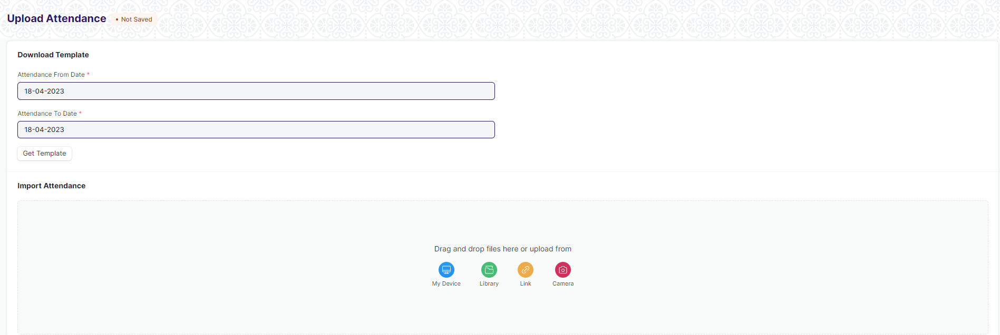 Upload Attendance • Not Saved
Download Template
Attendance From Date *
18-04-2023
Attendance To Date *
18-04-2023
Get Template
Import Attendance
Drag and drop files here or upload from
My Device Library Link Camera